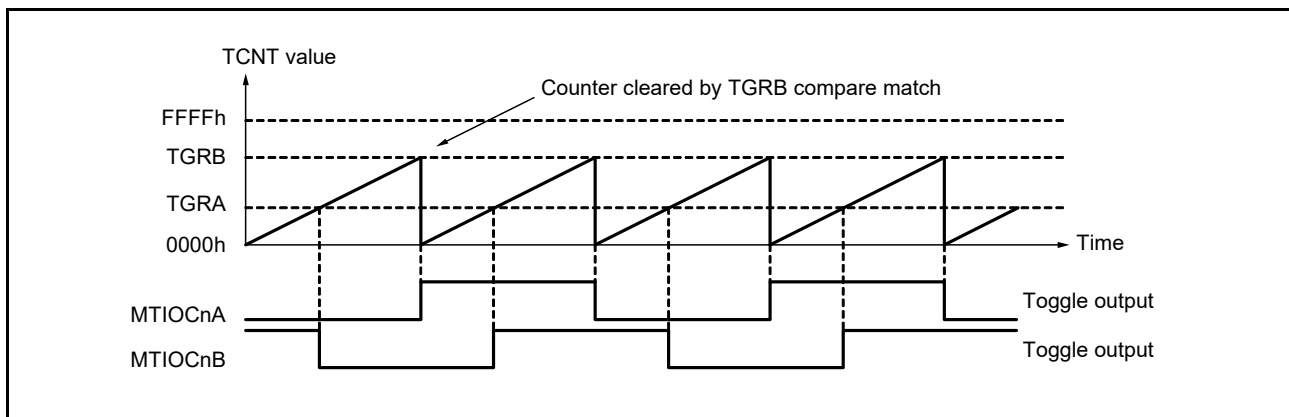 TCNT value
Counter cleared by TGRB compare match
FFFFh
TGRB
TGRA
0000h
Time
MTIOCnA
Toggle output
MTIOCnB
Toggle output